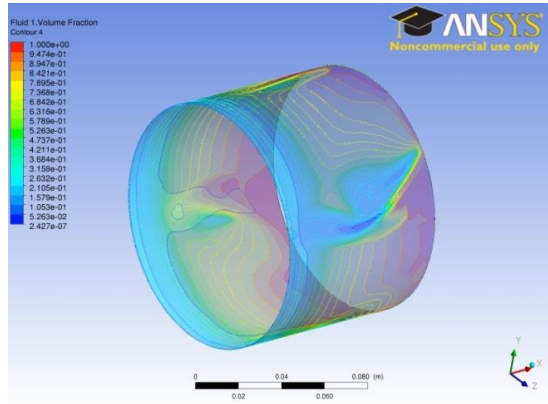 Fluid 1.Volume Fraction
Contour 4
1.000e+00
9.474e-01
8.947e-01
8.421e-01
7.895e-01
7.368e-01
6.842e-01
6.316e-01
5.789e-01
5.263e-01
4.737e-01
4.211e-01
3.684e-01
3.158e-01
2.632e-01
2.105e-01
1.579e-01
1.053e-01
5.263e-02
2.427e-07
ANSYS
Noncommercial use only
0 0.04 0.080 (m)
0.02 0.060
Y
X
Z